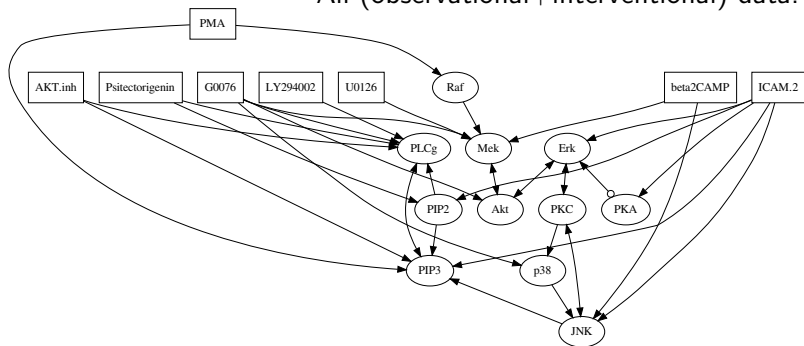 All (observational+interventional) data:
PMA
AKT.inh Psitectorigenin G0076 LY294002 U0126 Raf beta2CAMP ICAM.2
PLCg Mek Erk
PIP2 Akt PKC PKA
PIP3 p38
JNK